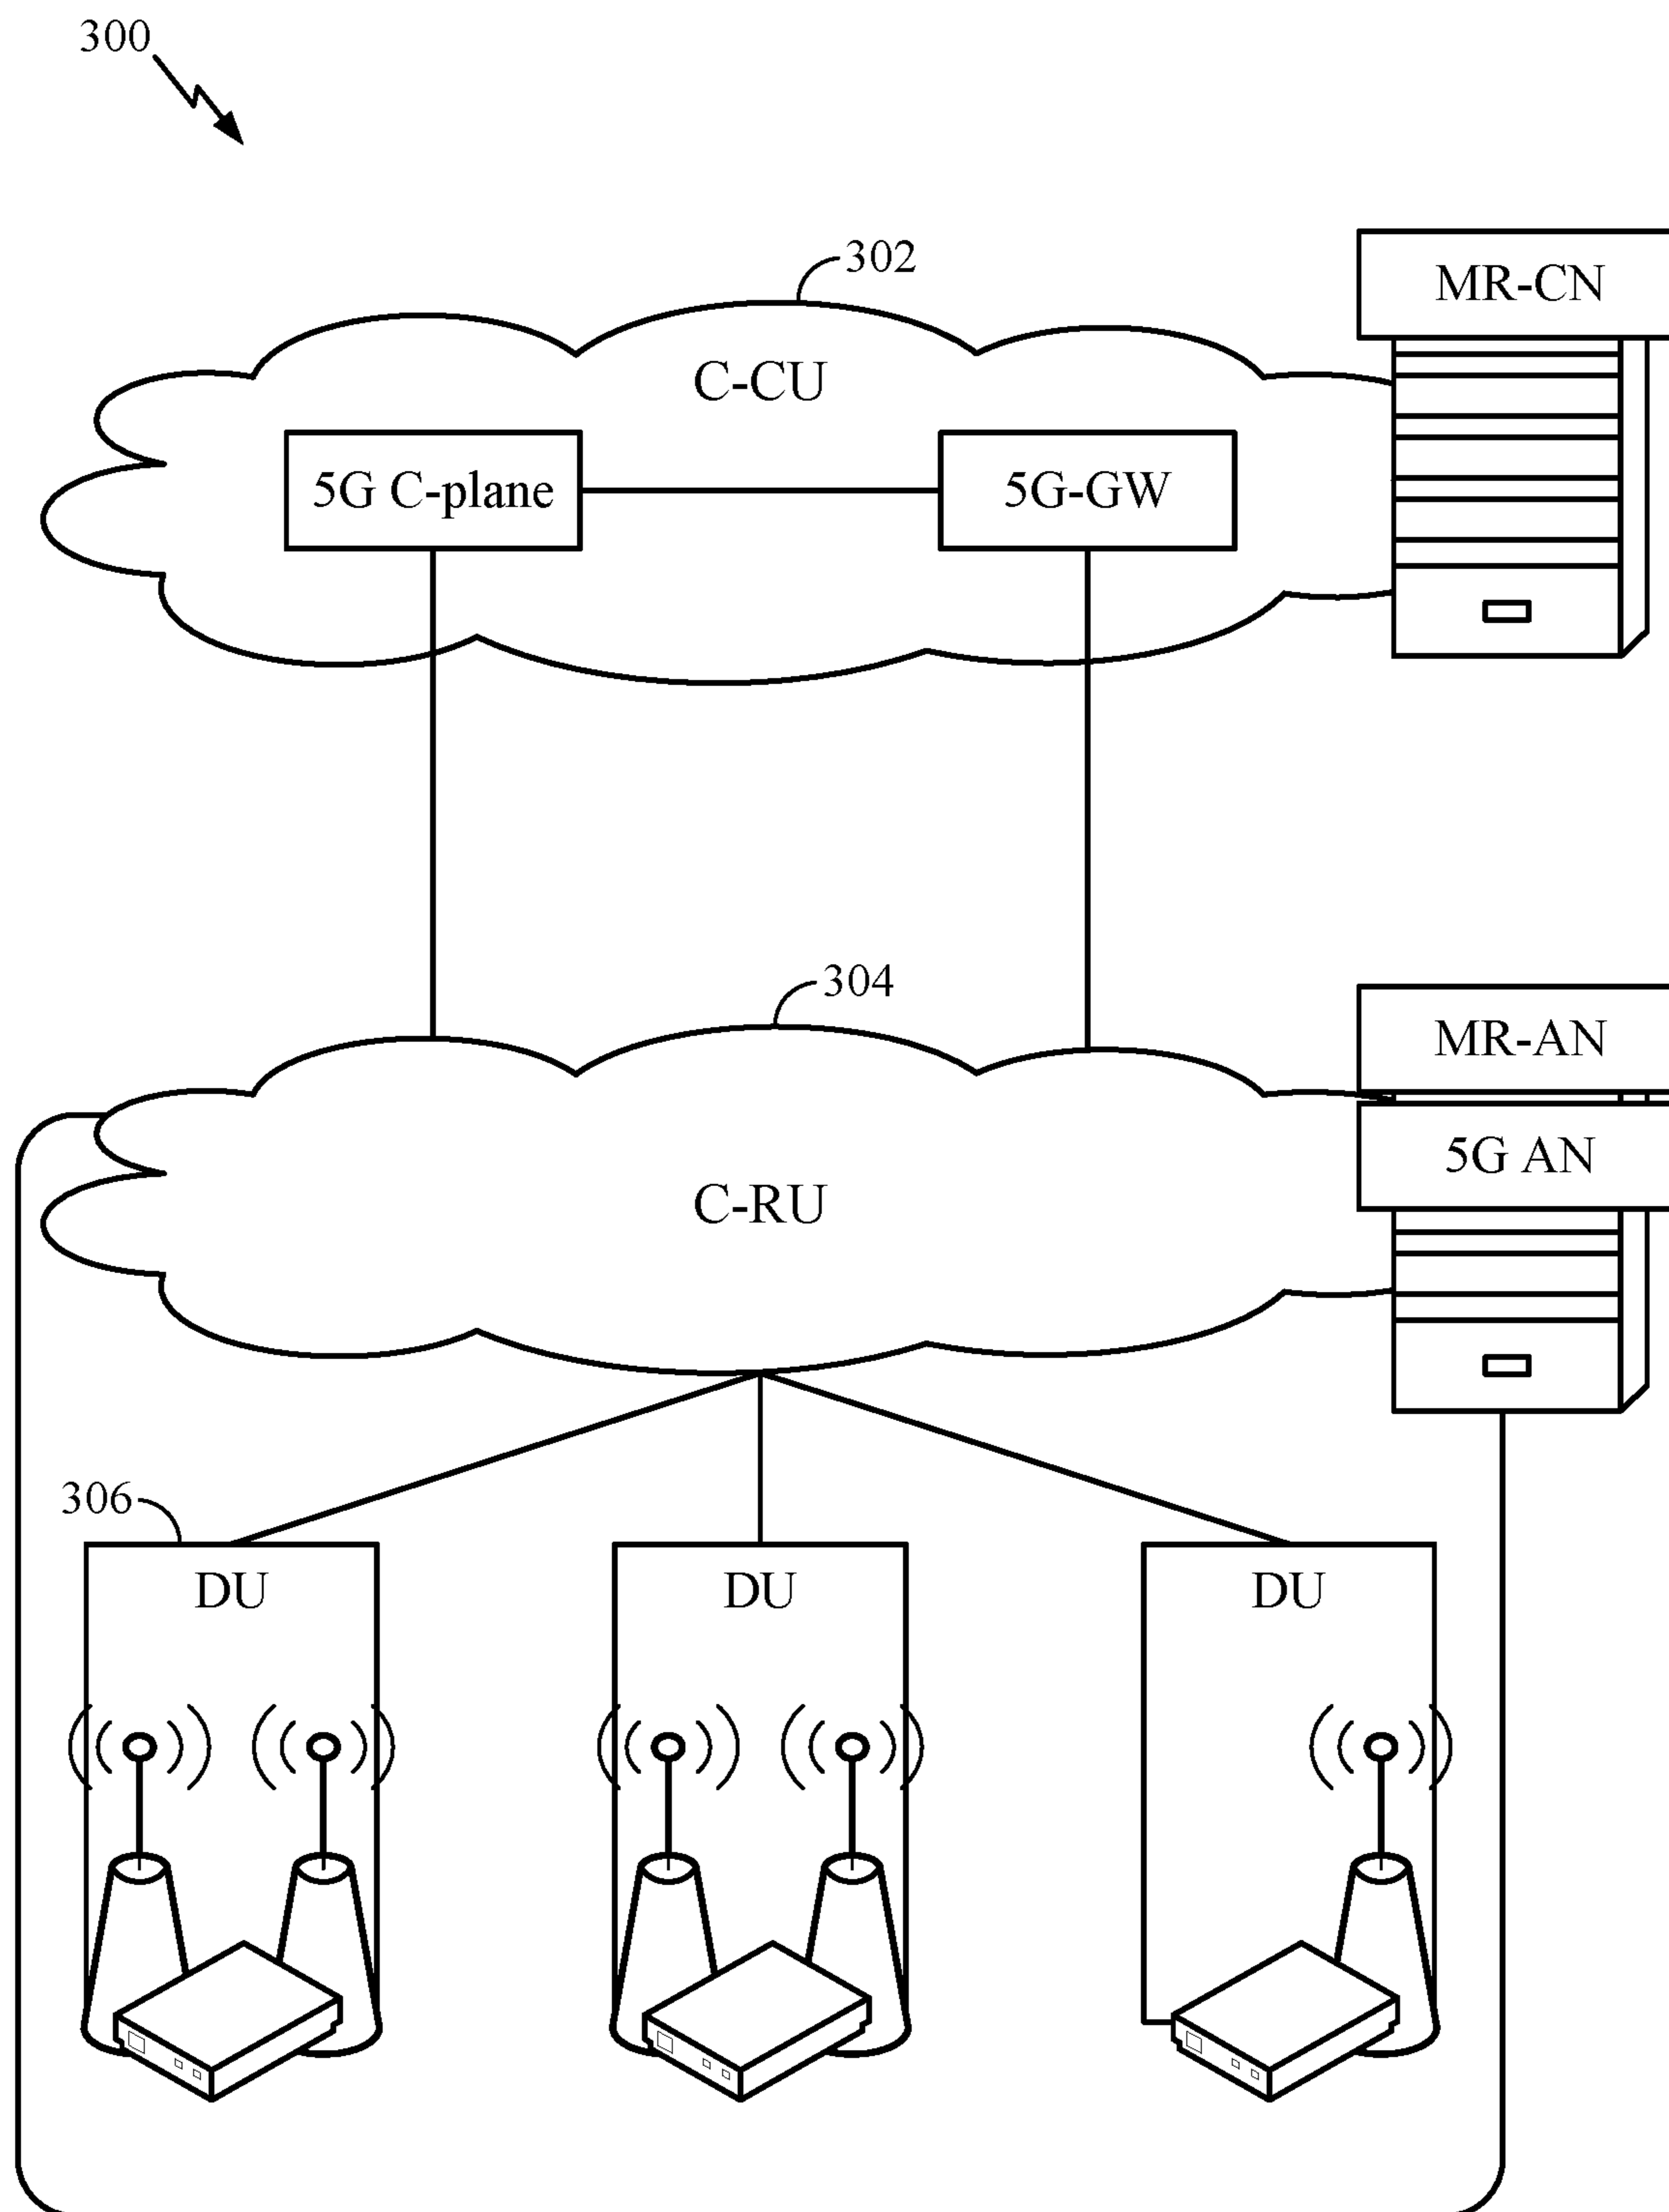 300
302
MR-CN
C-CU
5G C-plane
5G-GW
304
MR-AN
5G AN
C-RU
306
DU
DU
DU